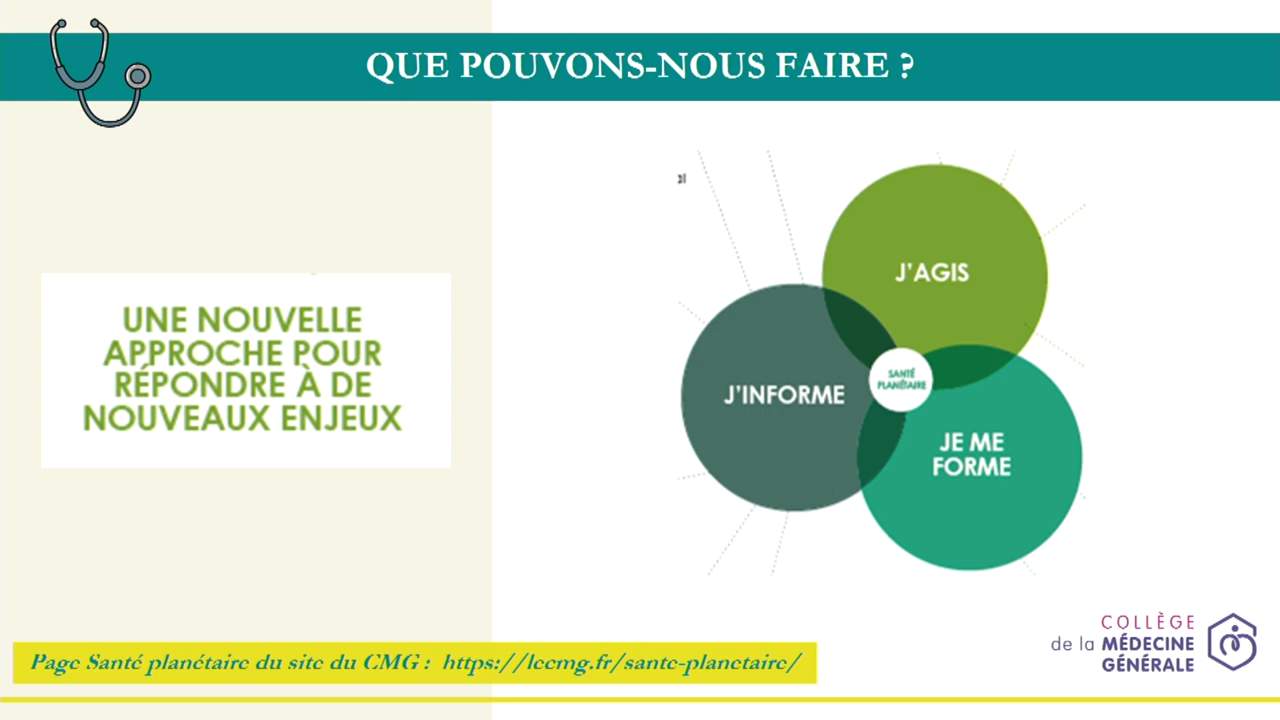 QUE POUVONS-NOUS FAIRE ?
UNE NOUVELLE
APPROCHE POUR
RÉPONDRE À DE
NOUVEAUX ENJEUX
J'AGIS
SANTÉ
PLANÉTAIRE
J'INFORME
JE ME
FORME
COLLÈGE
de la MÉDECINE
GÉNÉRALE
Page Santé planétaire du site du CMG : https://lecmg.fr/sante-planetaire/